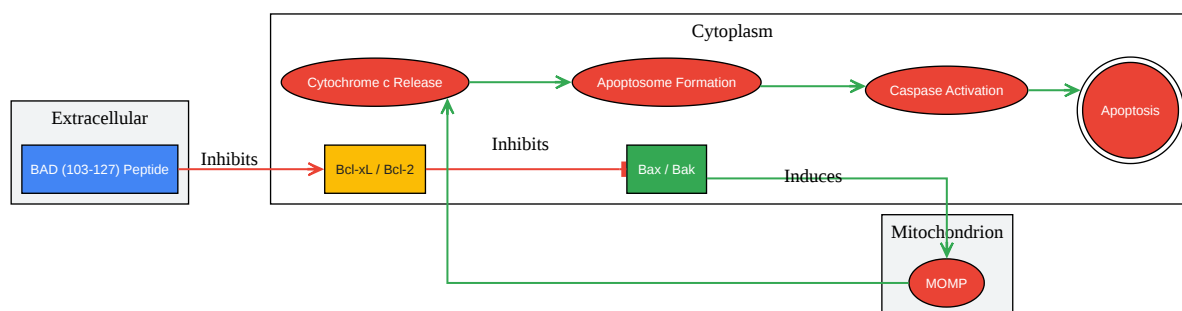 Cytoplasm
Cytochrome c Release
Apoptosome Formation
Caspase Activation
Apoptosis
Extracellular
BAD (103-127) Peptide
Inhibits
Bcl-xL / Bcl-2
Inhibits
Bax / Bak
Induces
Mitochondrion
MOMP